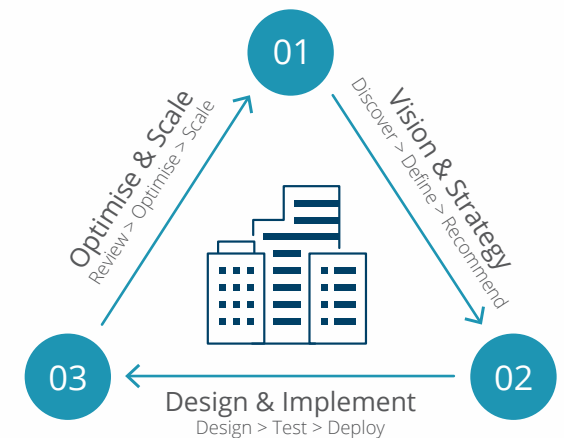 01
Vision & Strategy
Discover > Define > Recommend
02
Design & Implement
Design > Test > Deploy
03
Optimise & Scale
Review > Optimise > Scale